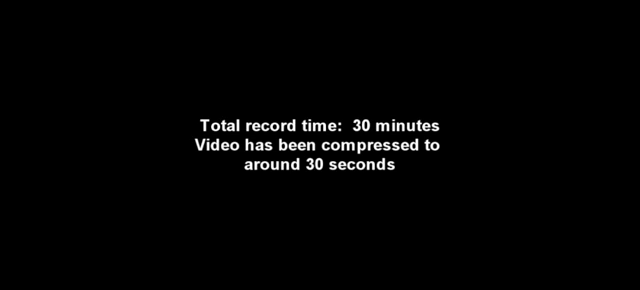 Total record time:  30 minutes
Video has been compressed to
around 30 seconds